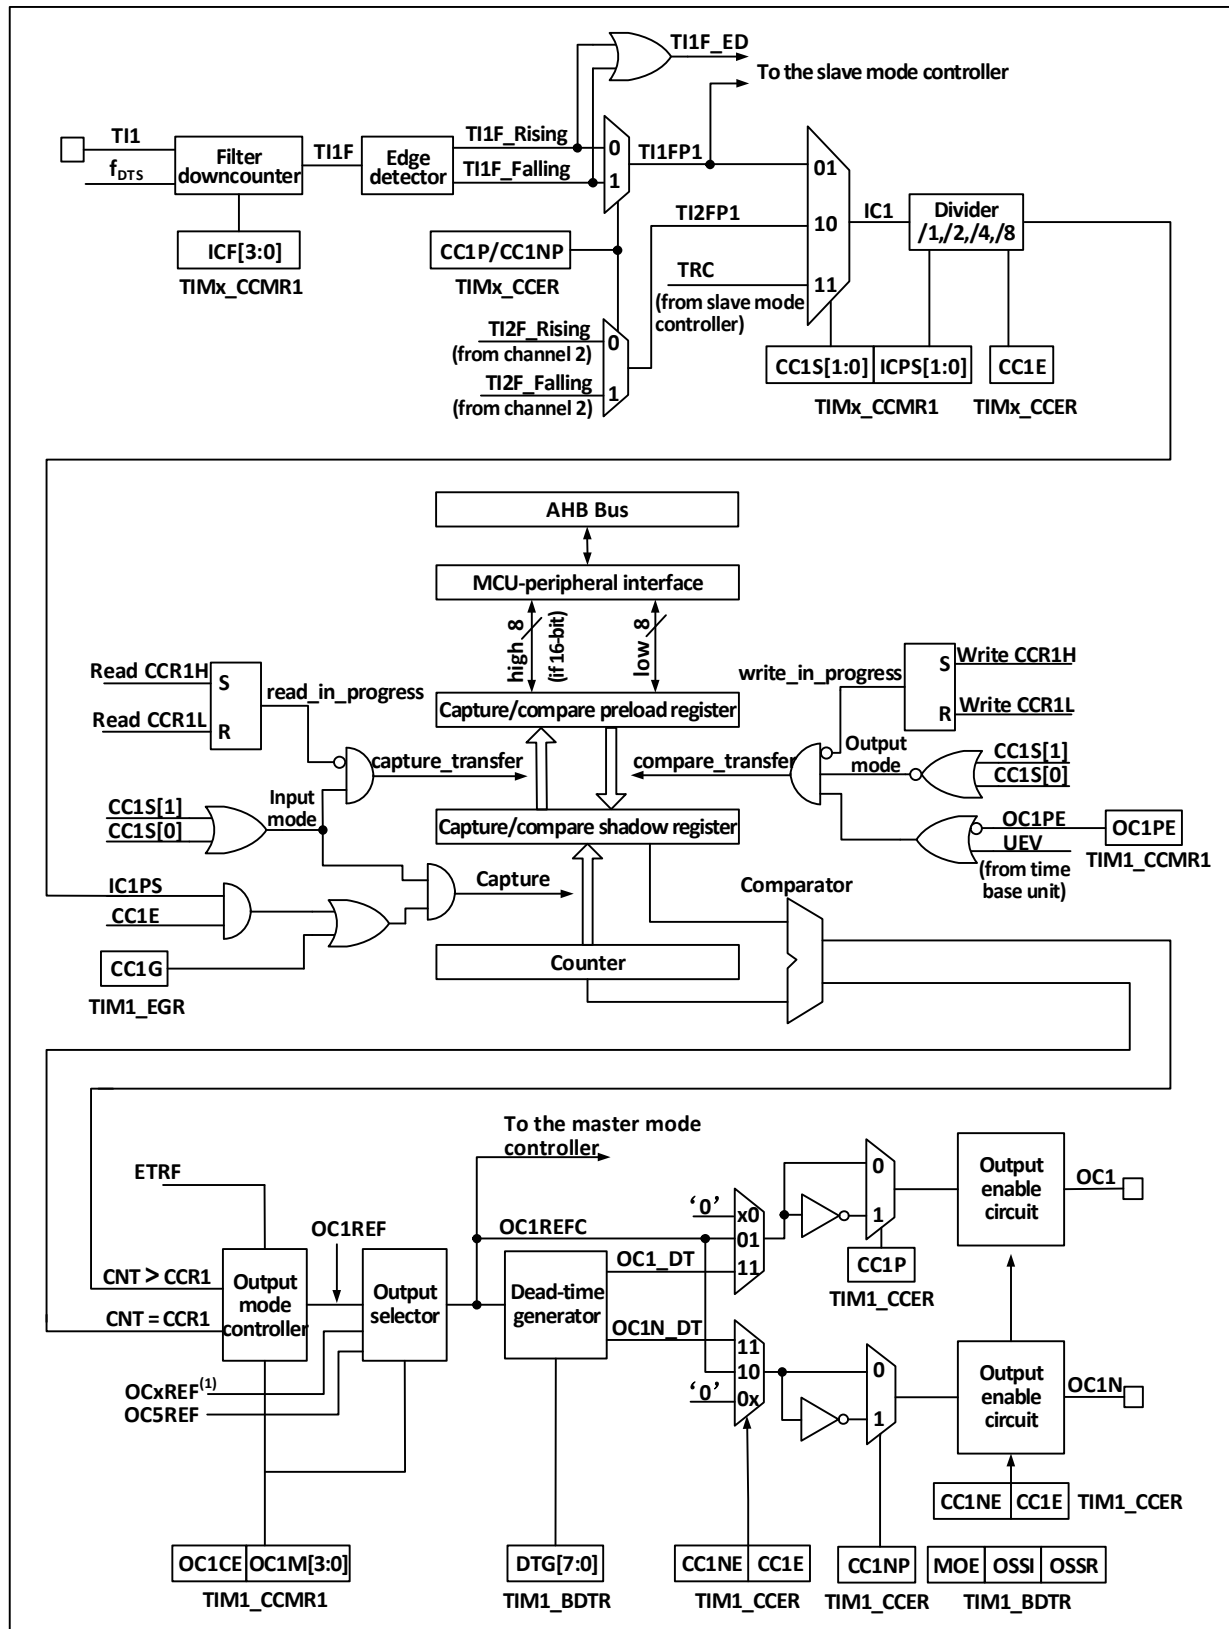 TI1F_ED
To the slave mode controller
TI1
fDTS
Filter
downcounter
TI1F
Edge
detector
TI1F_Rising
TI1F_Falling
0
1
TI1FP1
01
10
11
TI2FP1
IC1
Divider
/1,/2,/4,/8
ICF[3:0]
TIMx_CCMR1
CC1P/CC1NP
TIMx_CCER
TRC
(from slave mode
controller)
TI2F_Rising
(from channel 2)
TI2F_Falling
(from channel 2)
0
1
CC1S[1:0]
ICPS[1:0]
CC1E
TIMx_CCMR1
TIMx_CCER
AHB Bus
MCU-peripheral interface
high
8
(if 16-bit)
low
8
Read CCR1H
Read CCR1L
S
R
read_in_progress
Capture/compare preload register
write_in_progress
S
R
Write CCR1H
Write CCR1L
capture_transfer
compare_transfer
Output
mode
CC1S[1]
CC1S[0]
CC1S[1]
CC1S[0]
Input
mode
Capture/compare shadow register
OC1PE
UEV
(from time
base unit)
OC1PE
TIM1_CCMR1
IC1PS
CC1E
Capture
Comparator
CC1G
TIM1_EGR
Counter
To the master mode
controller
ETRF
OC1REF
CNT > CCR1
CNT = CCR1
Output
mode
controller
Output
selector
OC1REFC
Dead-time
generator
OC1_DT
OC1N_DT
‘0’
x0
01
11
0
1
CC1P
TIM1_CCER
Output
enable
circuit
OC1
11
10
0x
‘0’
0
1
Output
enable
circuit
OC1N
OCxREF(1)
OC5REF
CC1NE
CC1E
TIM1_CCER
OC1CE
OC1M[3:0]
TIM1_CCMR1
DTG[7:0]
TIM1_BDTR
CC1NE
CC1E
TIM1_CCER
CC1NP
TIM1_CCER
MOE
OSSI
OSSR
TIM1_BDTR